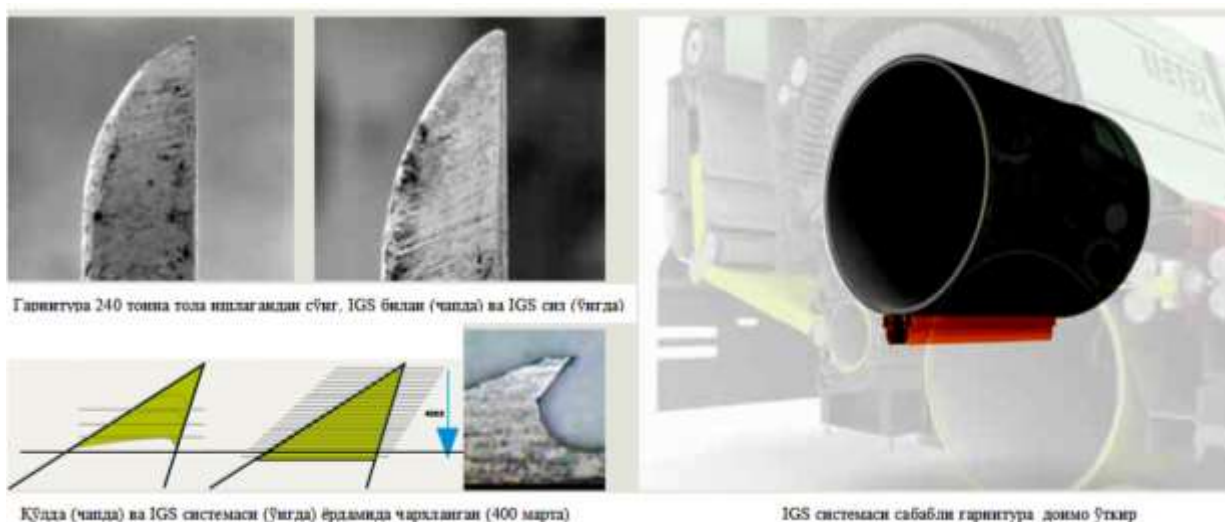 Гарнитура 240 тонна тола ишлагандан сўнг, IGS билан (чапда) ва IGS сиз (ўнгда)
Қўлда (чапда) ва IGS системаси (ўнгда) ёрдамида чархланган (400 марта)
IGS системаси сабабли гарнитура доимо ўткир